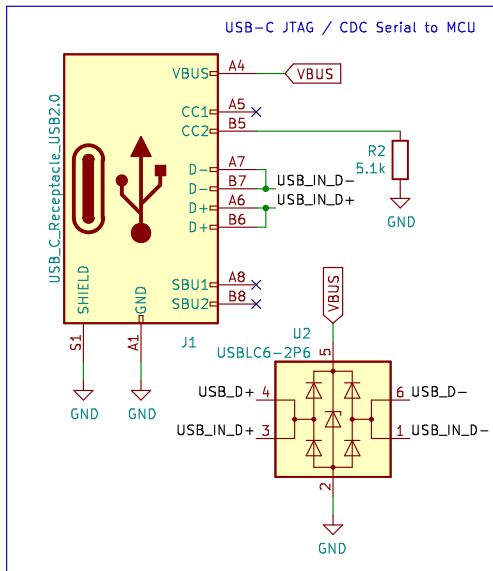 USB-C JTAG / CDC Serial to MCU
USB_C_Receptacle_USB2.0
VBUS
A4
VBUS
CC1
A5
CC2
B5
R2
5.1k
GND
D-
A7
D-
B7
USB_IN_D-
D+
A6
USB_IN_D+
D+
B6
SBU1
A8
SBU2
B8
SHIELD
GND
S1
A1
J1
GND
GND
VBUS
U2
USBLC6-2P6
5
USB_D+
4
6
USB_D-
USB_IN_D+
3
1
USB_IN_D-
2
GND